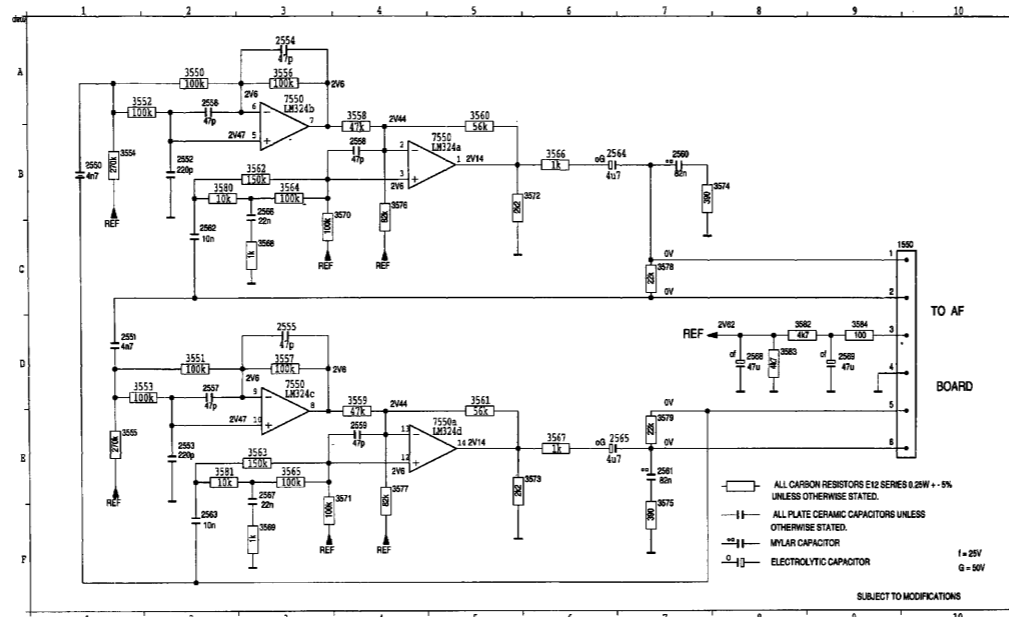 1 2 3 4 5 6 7 8 9 10
A
B
C
D
E
F
2554
47p
3550
100k
3556
100k
2V6
2V6
3552
100k
2556
47p
7550
LM324b
6
5
7
2V47
3554
270k
REF
2550
4n7
2552
220p
3558
47k
2V44
3560
56k
2558
47p
7550
LM324a
2
3
1
2V14
2V6
3562
150k
3580
10k
3564
100k
2566
22n
3568
1k
2562
10n
3570
100k
REF
3576
82k
REF
3566
1k
oG
2564
4u7
2560
82n
3574
390
3572
2k2
0V
3578
22k
0V
1550
1
2
3
4
5
6
TO AF
BOARD
REF
2V62
3582
4k7
3584
100
of
2568
47u
3583
4k7
of
2569
47u
2551
4n7
2555
47p
3551
100k
3557
100k
2V6
2V6
3553
100k
2557
47p
7550
LM324c
9
10
8
2V47
3555
270k
REF
2553
220p
3559
47k
2V44
3561
56k
2559
47p
7550n
LM324d
13
12
14
2V14
2V6
3563
150k
3581
10k
3565
100k
2567
22n
3569
1k
2563
10n
3571
100k
REF
3577
82k
REF
3567
1k
oG
2565
4u7
3573
2k2
0V
3579
22k
0V
2561
82n
3575
390
ALL CARBON RESISTORS E12 SERIES 0.25W + - 5%
UNLESS OTHERWISE STATED.
ALL PLATE CERAMIC CAPACITORS UNLESS
OTHERWISE STATED.
MYLAR CAPACITOR
ELECTROLYTIC CAPACITOR
f = 25V
G = 50V
SUBJECT TO MODIFICATIONS